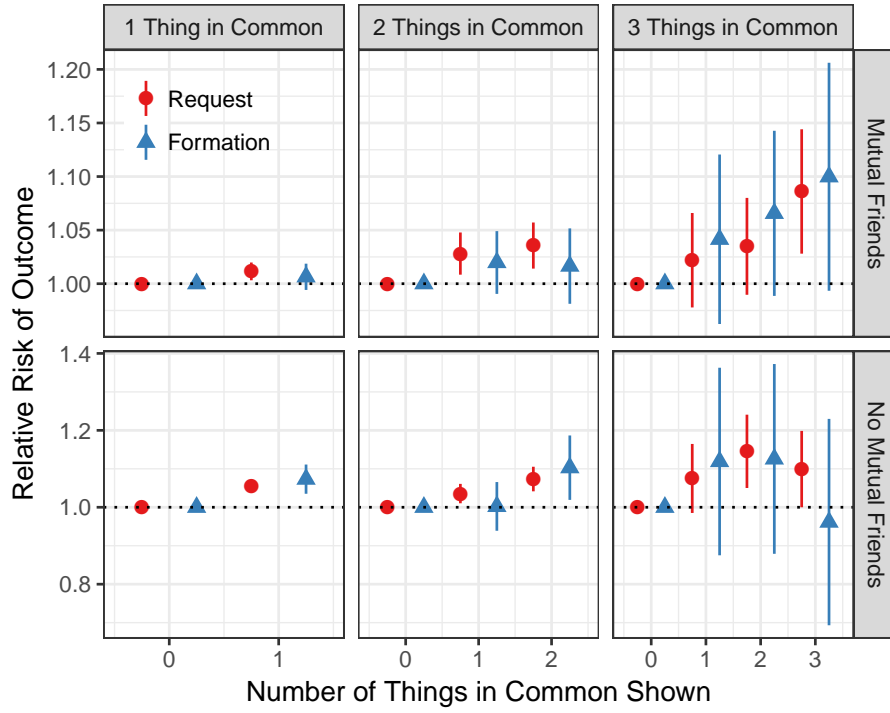 1 Thing in Common
2 Things in Common
3 Things in Common
Relative Risk of Outcome
1.20
1.15
1.10
1.05
1.00
Request
Formation
Mutual Friends
1.4
1.2
1.0
0.8
No Mutual Friends
0 1
0 1 2
0 1 2 3
Number of Things in Common Shown